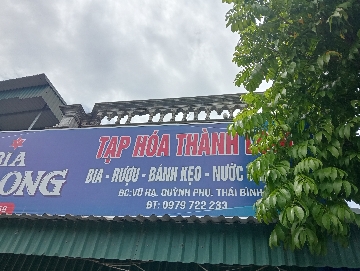 TẠP HÓA THÀNH
BIA - RƯỢU - BÁNH KẸO - NƯỚC
ĐC: VŨ HẠ, QUỲNH PHỤ, THÁI BÌNH
ĐT: 0979 722 233
BIA
ONG